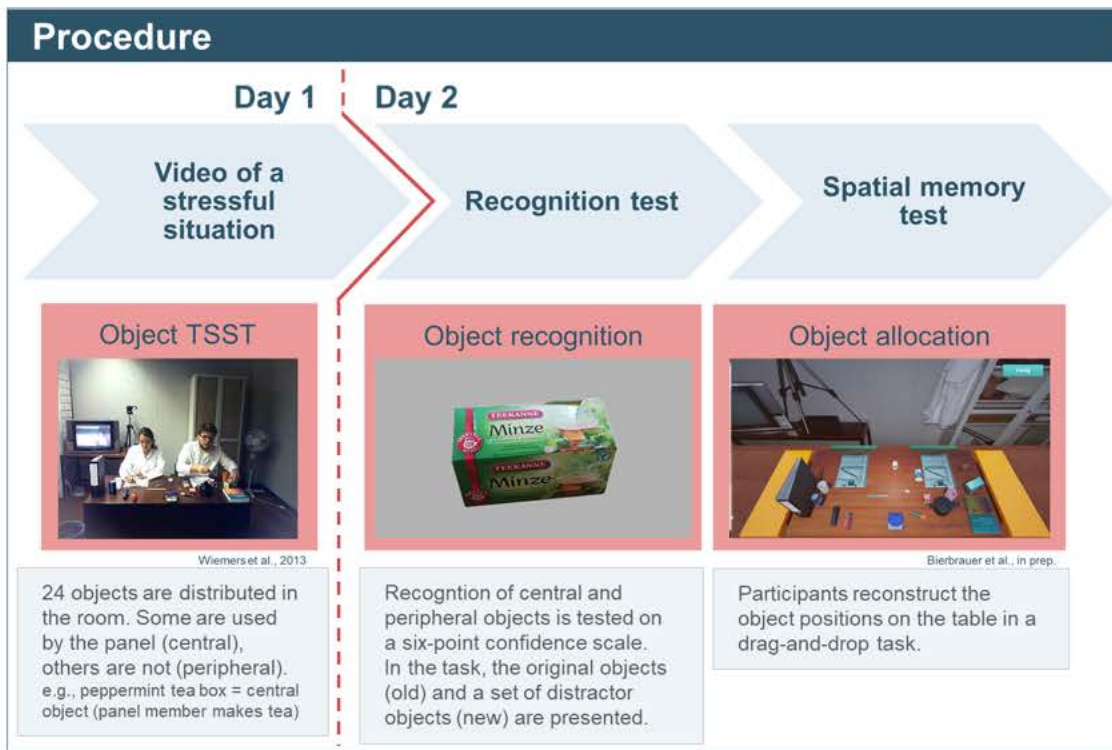 Procedure
Day 1
Day 2
Video of a
stressful
situation
Recognition test
Spatial memory
test
Object TSST
Wiemers et al., 2013
24 objects are distributed in
the room. Some are used
by the panel (central),
others are not (peripheral).
e.g., peppermint tea box = central
object (panel member makes tea)
Object recognition
TEEKANNE
Minze
TEEKANNE
Minze
Recogntion of central and
peripheral objects is tested on
a six-point confidence scale.
In the task, the original objects
(old) and a set of distractor
objects (new) are presented.
Object allocation
Bierbrauer et al., in prep.
Participants reconstruct the
object positions on the table in a
drag-and-drop task.